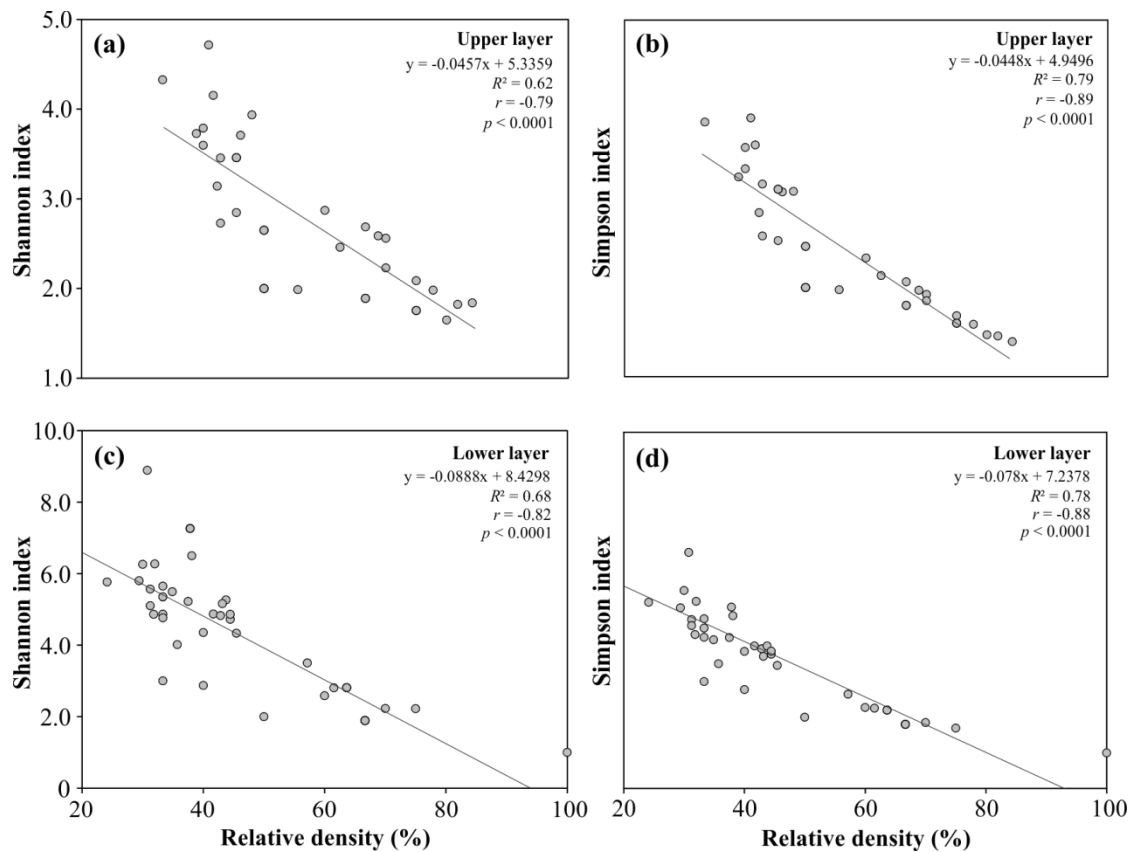 (a)
Upper layer
y = -0.0457x + 5.3359
R² = 0.62
r = -0.79
p < 0.0001
Shannon index
5.0
4.0
3.0
2.0
1.0
(b)
Upper layer
y = -0.0448x + 4.9496
R² = 0.79
r = -0.89
p < 0.0001
Simpson index
(c)
Lower layer
y = -0.0888x + 8.4298
R² = 0.68
r = -0.82
p < 0.0001
Shannon index
10.0
8.0
6.0
4.0
2.0
0
20 40 60 80 100
Relative density (%)
(d)
Lower layer
y = -0.078x + 7.2378
R² = 0.78
r = -0.88
p < 0.0001
Simpson index
20 40 60 80 100
Relative density (%)